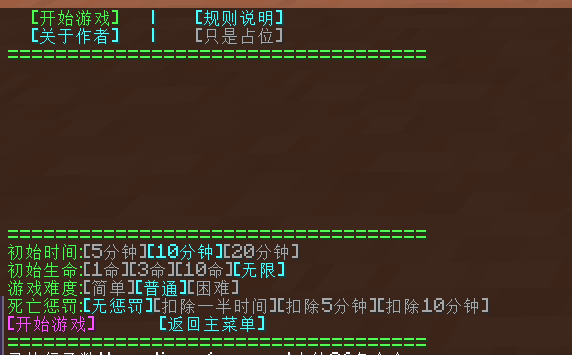 [开始游戏] | [规则说明]
[关于作者] | [只是占位]
===================================
===================================
初始时间:[5分钟][10分钟][20分钟]
初始生命:[1命][3命][10命][无限]
游戏难度:[简单][普通][困难]
死亡惩罚:[无惩罚][扣除一半时间][扣除5分钟][扣除10分钟]
[开始游戏] [返回主菜单]
===================================